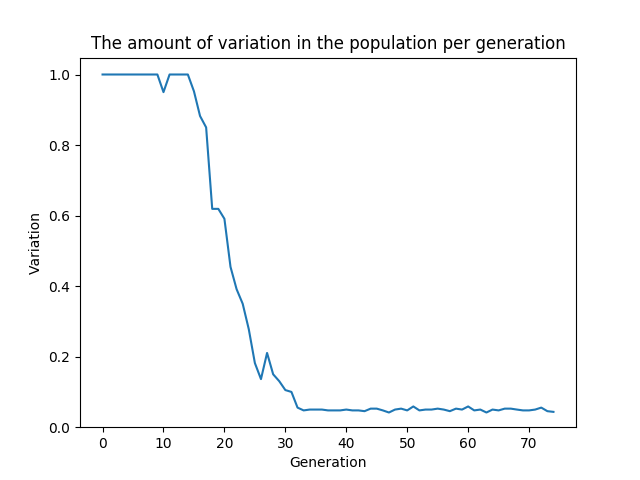 The amount of variation in the population per generation
1.0
0.8
0.6
0.4
0.2
0.0
Variation
0 10 20 30 40 50 60 70
Generation